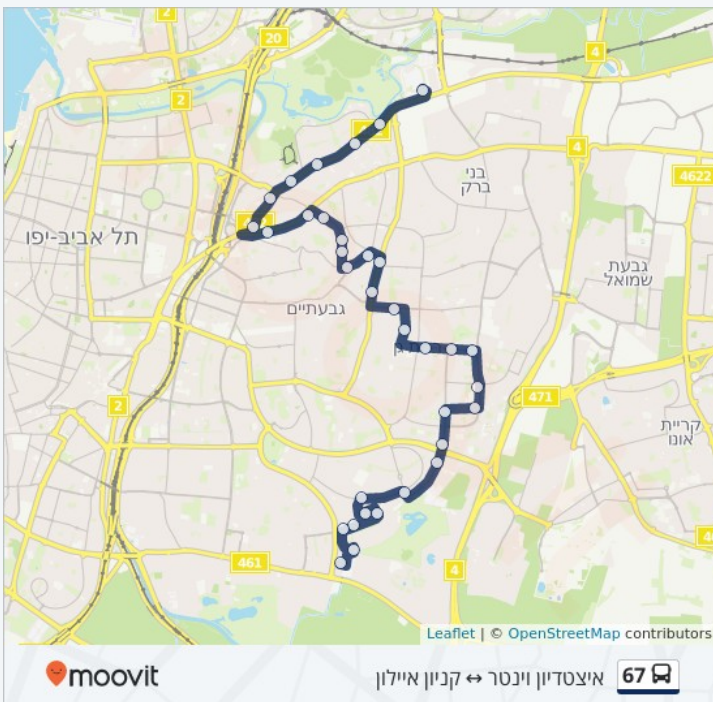 2
20
4
2
4
בני
ברק
4622
תל אביב-יפו
גבעת
שמואל
גבעתיים
2
471
קריית
אונו
461
4
Leaflet | © OpenStreetMap contributors
moovit
איצטדיון וינטר ↔ קניון איילון
67